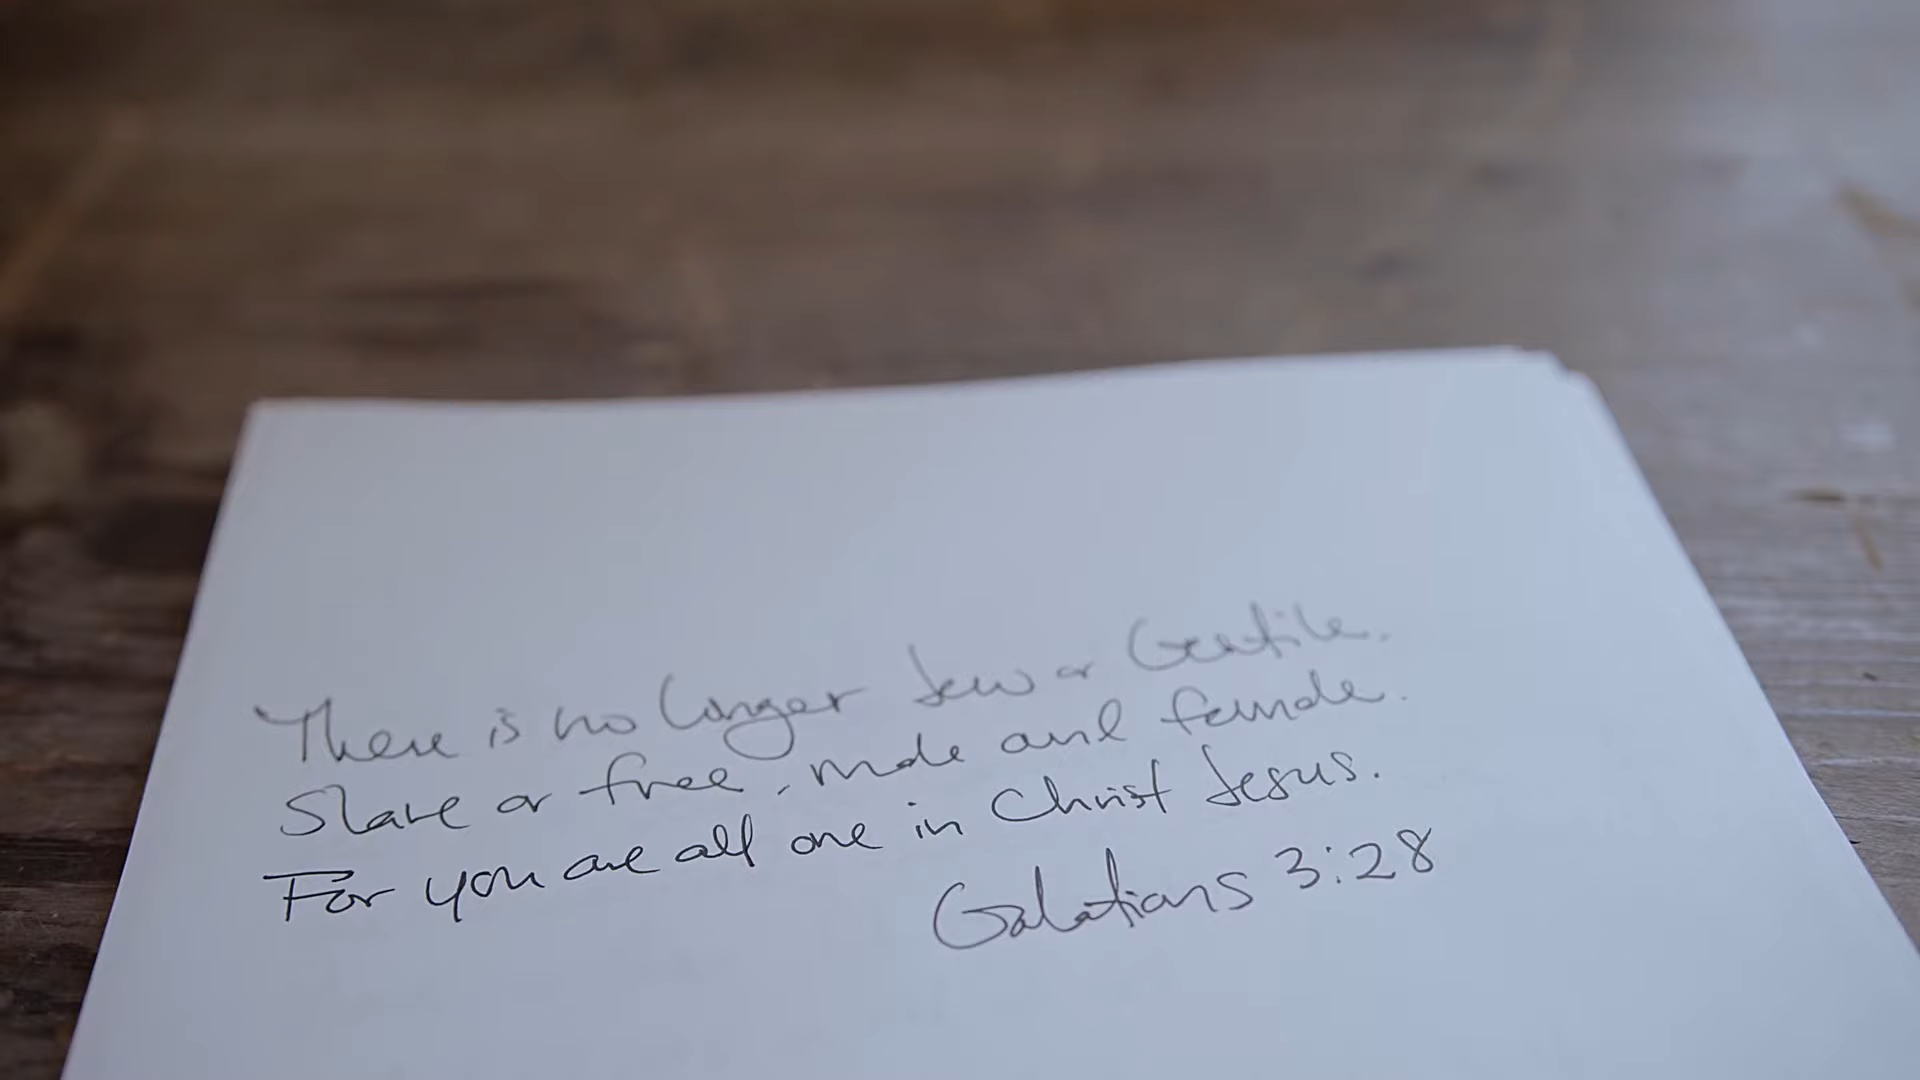 There is no longer Jew or Gentile.
Slave or free, male and female.
For you are all one in Christ Jesus.
Galatians 3:28